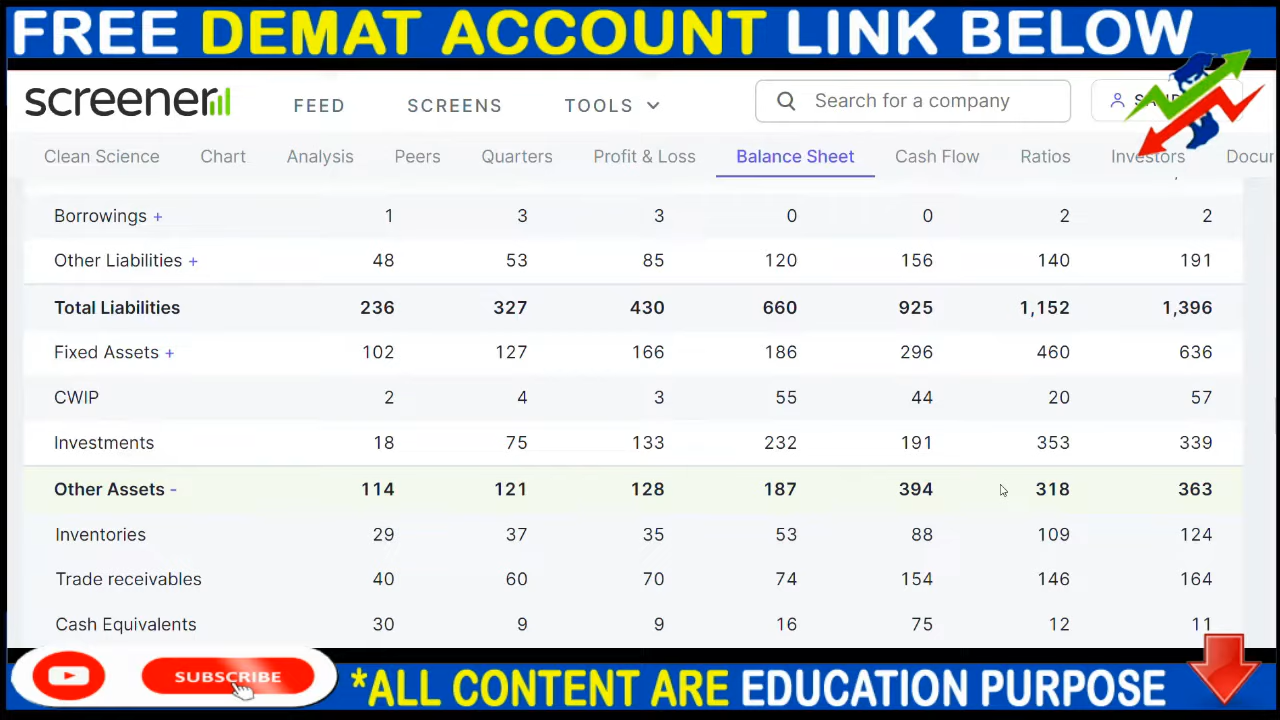 FREE DEMAT ACCOUNT LINK BELOW
screener FEED SCREENS TOOLS Search for a company
Clean Science Chart Analysis Peers Quarters Profit & Loss Balance Sheet Cash Flow Ratios Investors
Borrowings + 1 3 3 0 0 2 2
Other Liabilities + 48 53 85 120 156 140 191
Total Liabilities 236 327 430 660 925 1,152 1,396
Fixed Assets + 102 127 166 186 296 460 636
CWIP 2 4 3 55 44 20 57
Investments 18 75 133 232 191 353 339
Other Assets - 114 121 128 187 394 318 363
Inventories 29 37 35 53 88 109 124
Trade receivables 40 60 70 74 154 146 164
Cash Equivalents 30 9 9 16 75 12 11
SUBSCRIBE
*ALL CONTENT ARE EDUCATION PURPOSE